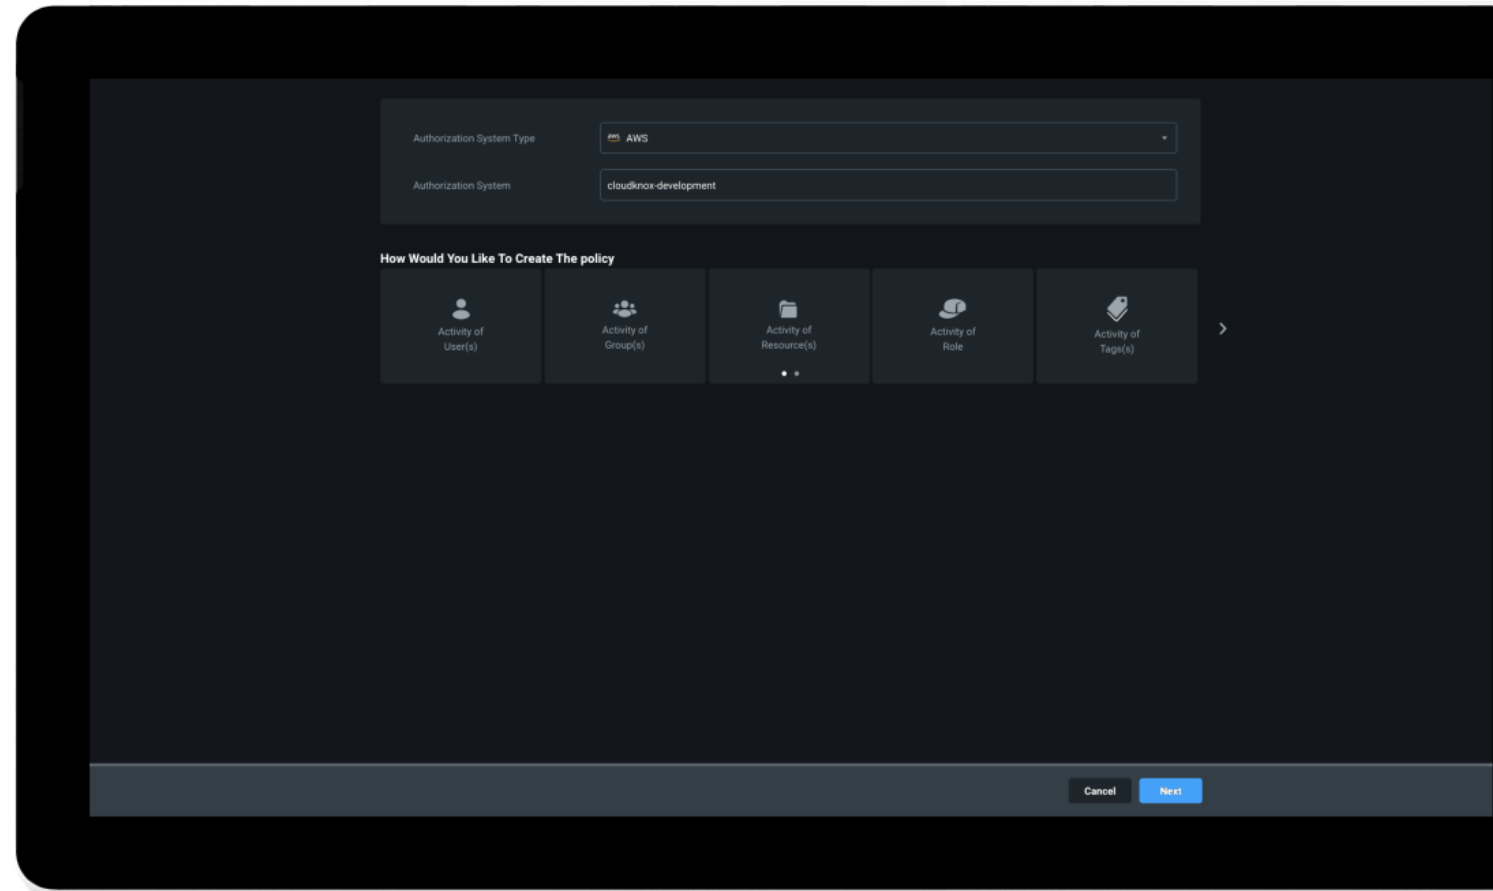 Authorization System Type
aws AWS
Authorization System
cloudknox-development
How Would You Like To Create The policy
Activity of
User(s)
Activity of
Group(s)
Activity of
Resource(s)
Activity of
Role
Activity of
Tags(s)
Cancel
Next